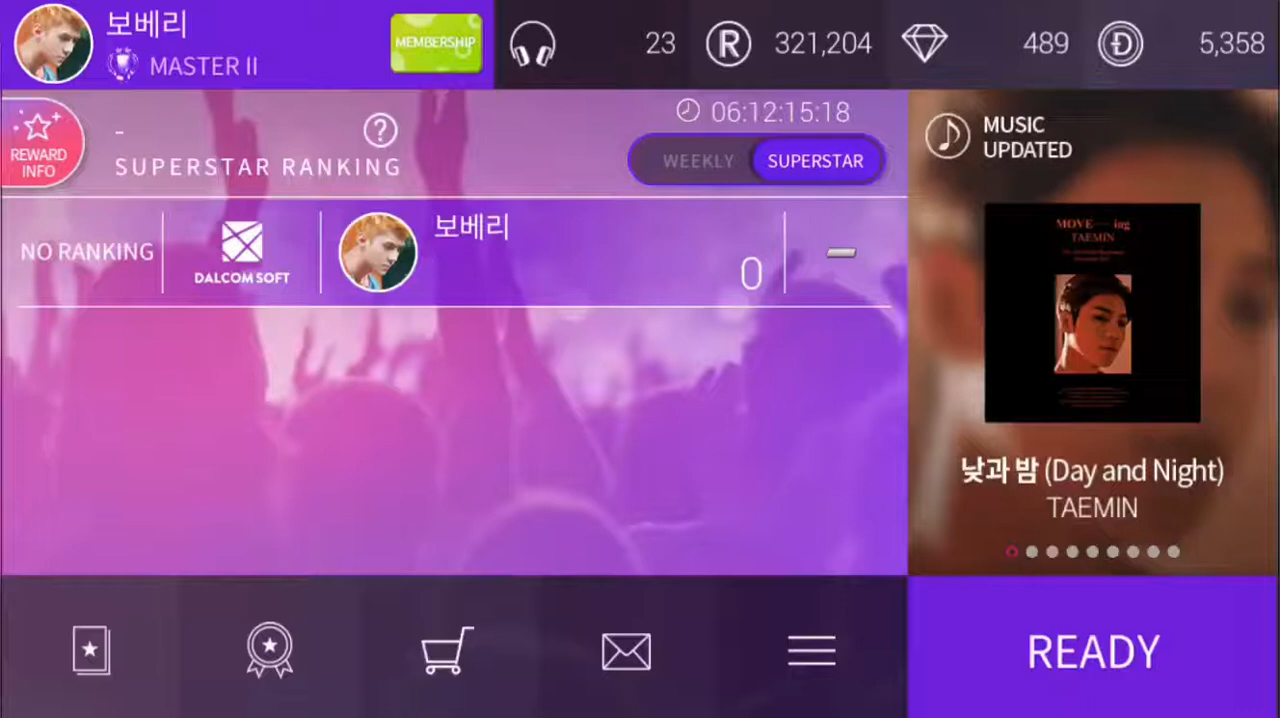 보베리
MASTER II
MEMBERSHIP
23
R
321,204
489
5,358
REWARD
INFO
-
SUPERSTAR RANKING
?
06:12:15:18
WEEKLY
SUPERSTAR
NO RANKING
DALCOMSOFT
보베리
0
MUSIC
UPDATED
MOVE ing
TAEMIN
낮과 밤 (Day and Night)
TAEMIN
READY